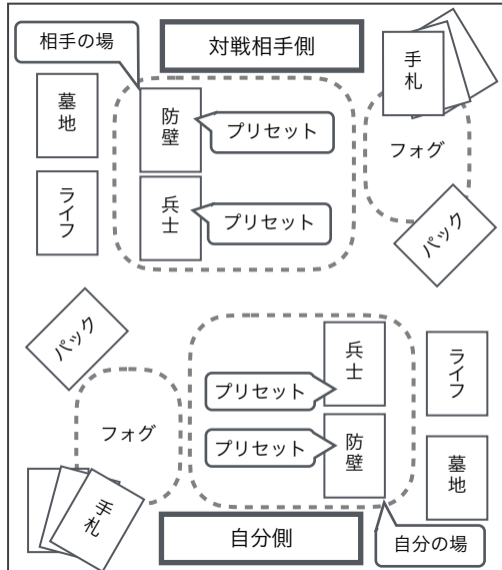 相手の場
対戦相手側
手札
墓地
防壁
プリセット
フォグ
ライフ
兵士
プリセット
パック
パック
兵士
ライフ
プリセット
フォグ
プリセット
防壁
墓地
手札
自分側
自分の場